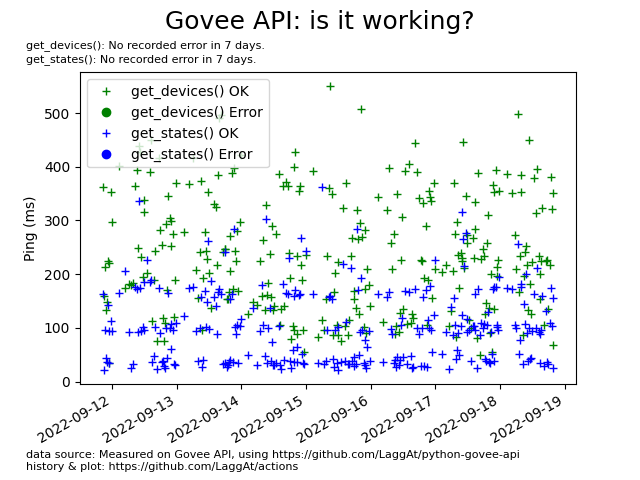 Govee API: is it working?
get_devices(): No recorded error in 7 days.
get_states(): No recorded error in 7 days.
get_devices() OK
get_devices() Error
get_states() OK
get_states() Error
500
400
300
200
100
0
Ping (ms)
2022-09-12
2022-09-13
2022-09-14
2022-09-15
2022-09-16
2022-09-17
2022-09-18
2022-09-19
data source: Measured on Govee API, using https://github.com/LaggAt/python-govee-api
history & plot: https://github.com/LaggAt/actions